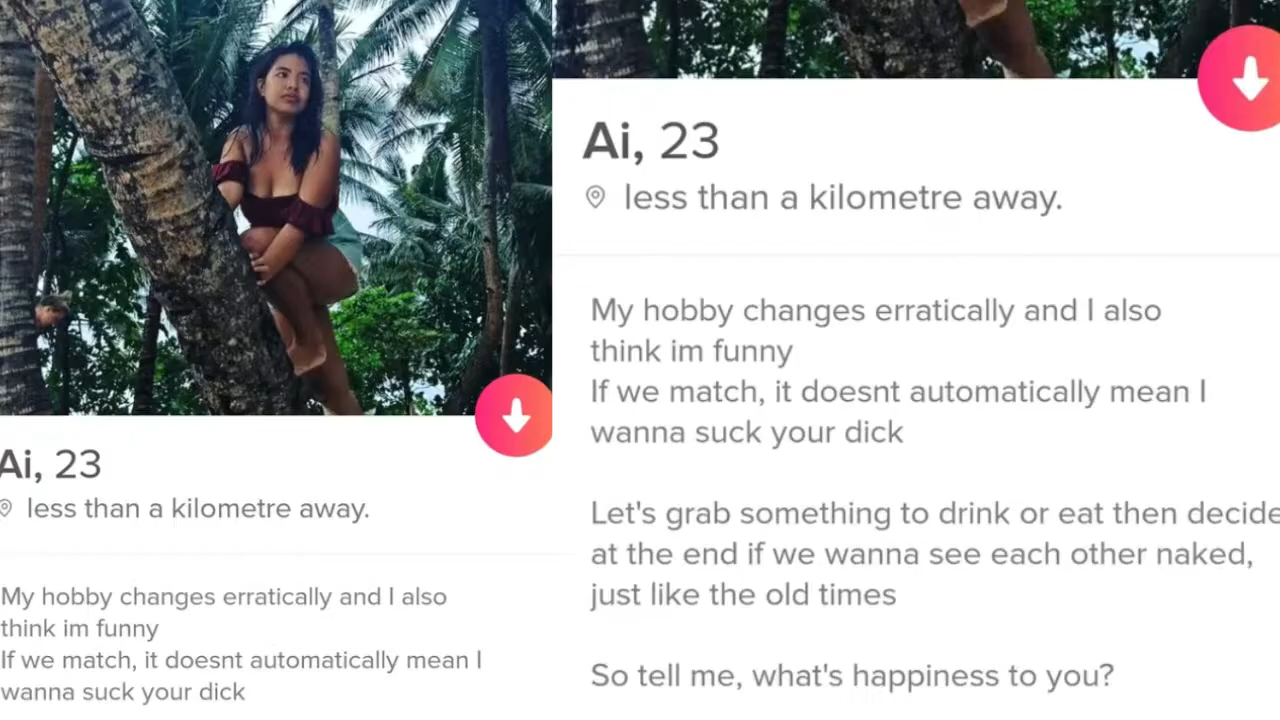 Ai, 23
less than a kilometre away.
My hobby changes erratically and I also
think im funny
If we match, it doesnt automatically mean I
wanna suck your dick
Ai, 23
less than a kilometre away.
My hobby changes erratically and I also
think im funny
If we match, it doesnt automatically mean I
wanna suck your dick
Let's grab something to drink or eat then decide
at the end if we wanna see each other naked,
just like the old times
So tell me, what's happiness to you?